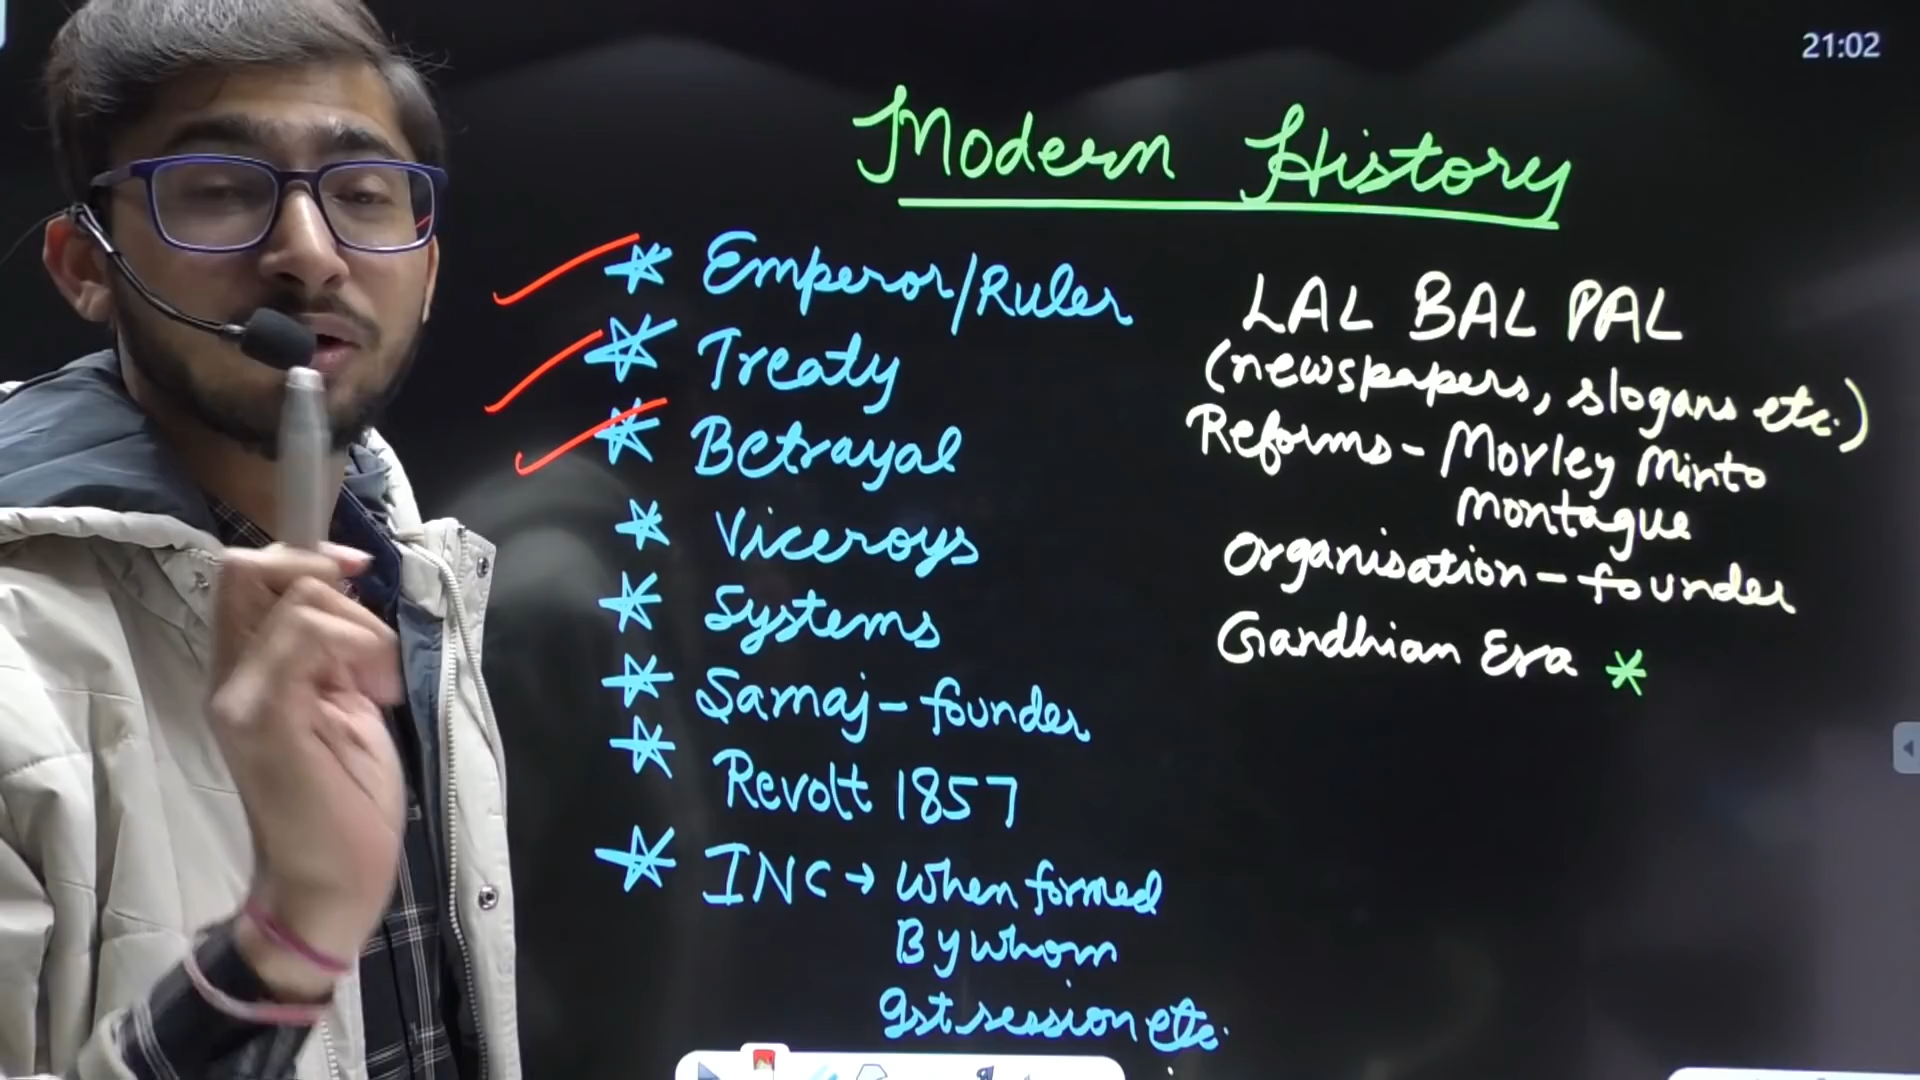 21:02
Modern History
Emperor/Ruler
Treaty
Betrayal
Viceroys
Systems
Samaj - founder
Revolt 1857
INC → When formed
By whom
Ist session etc.
LAL BAL PAL
(newspapers, slogans etc.)
Reforms - Morley Minto
Montague
Organisation - founder
Gandhian Era *